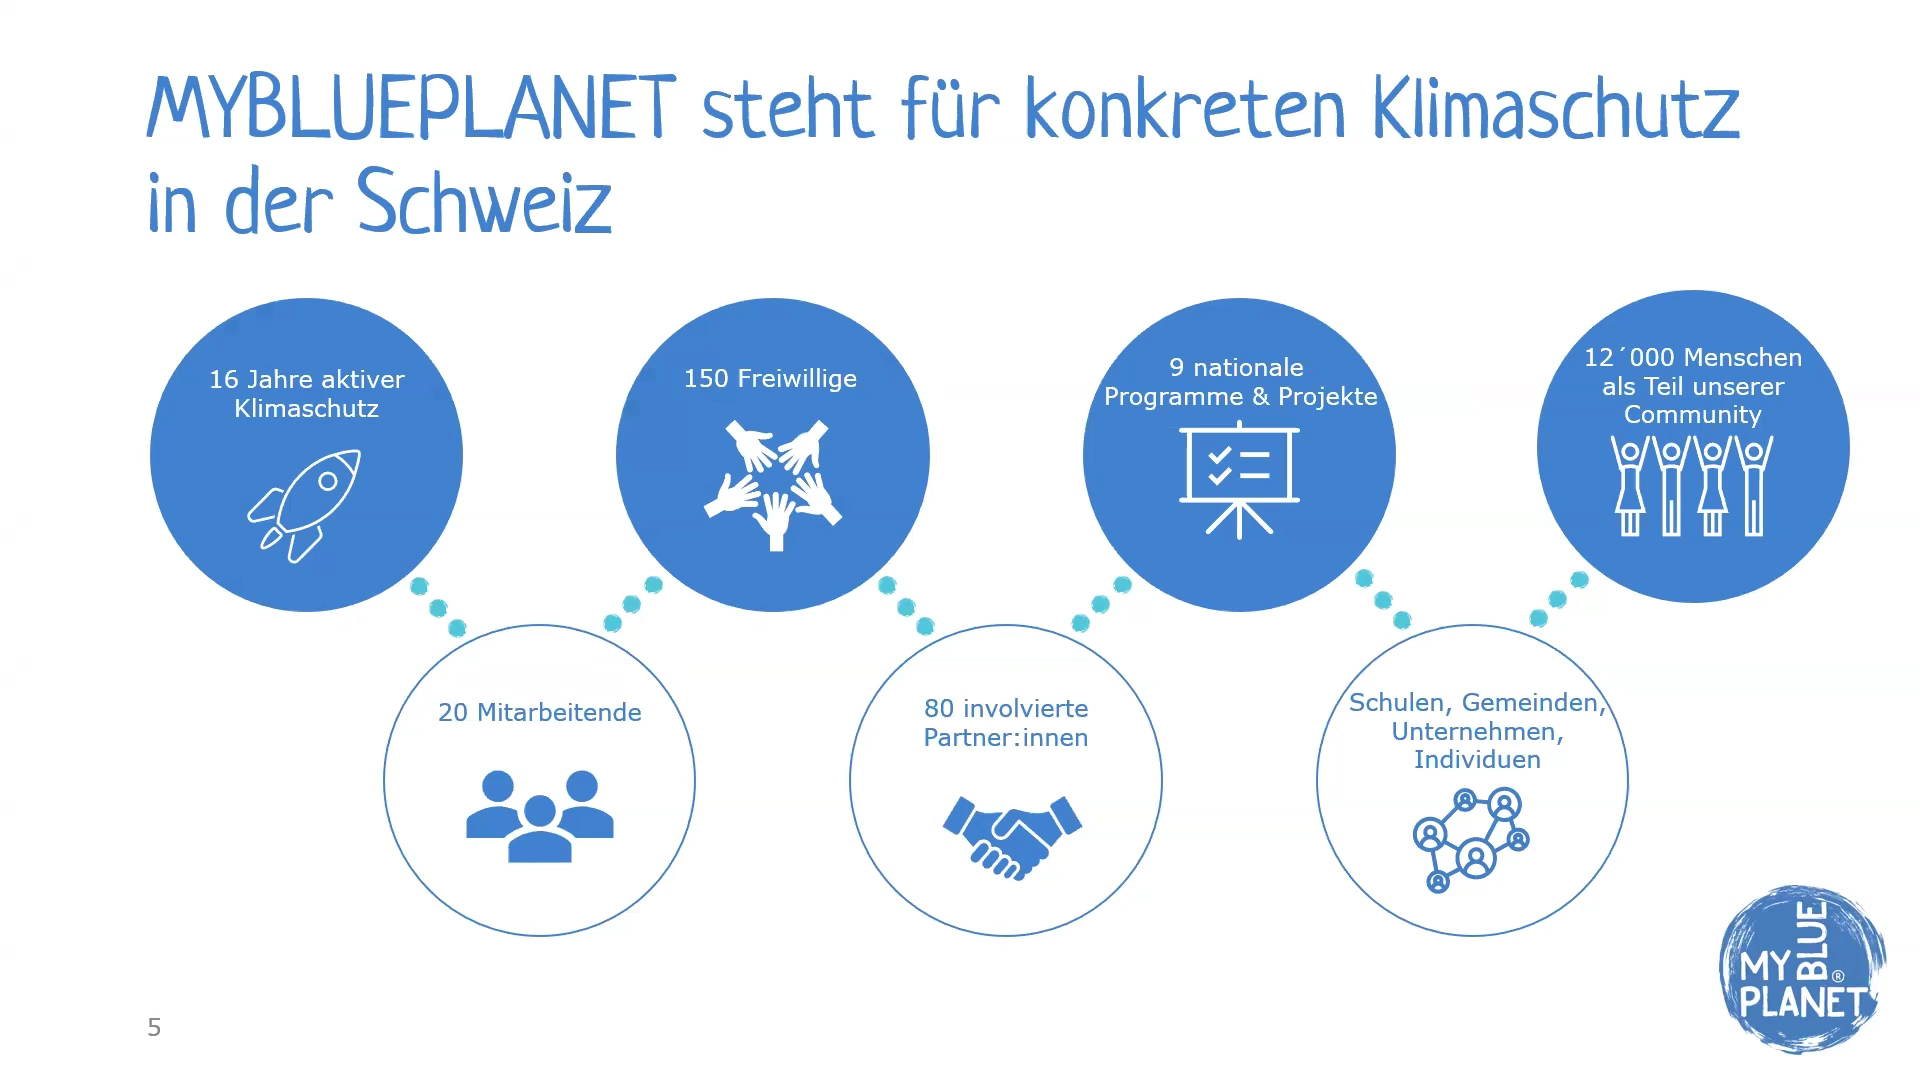 MYBLUEPLANET steht für konkreten Klimaschutz
in der Schweiz
16 Jahre aktiver
Klimaschutz
150 Freiwillige
9 nationale
Programme & Projekte
12´000 Menschen
als Teil unserer
Community
20 Mitarbeitende
80 involvierte
Partner:innen
Schulen, Gemeinden,
Unternehmen,
Individuen
MY BLUE ®
PLANET
5